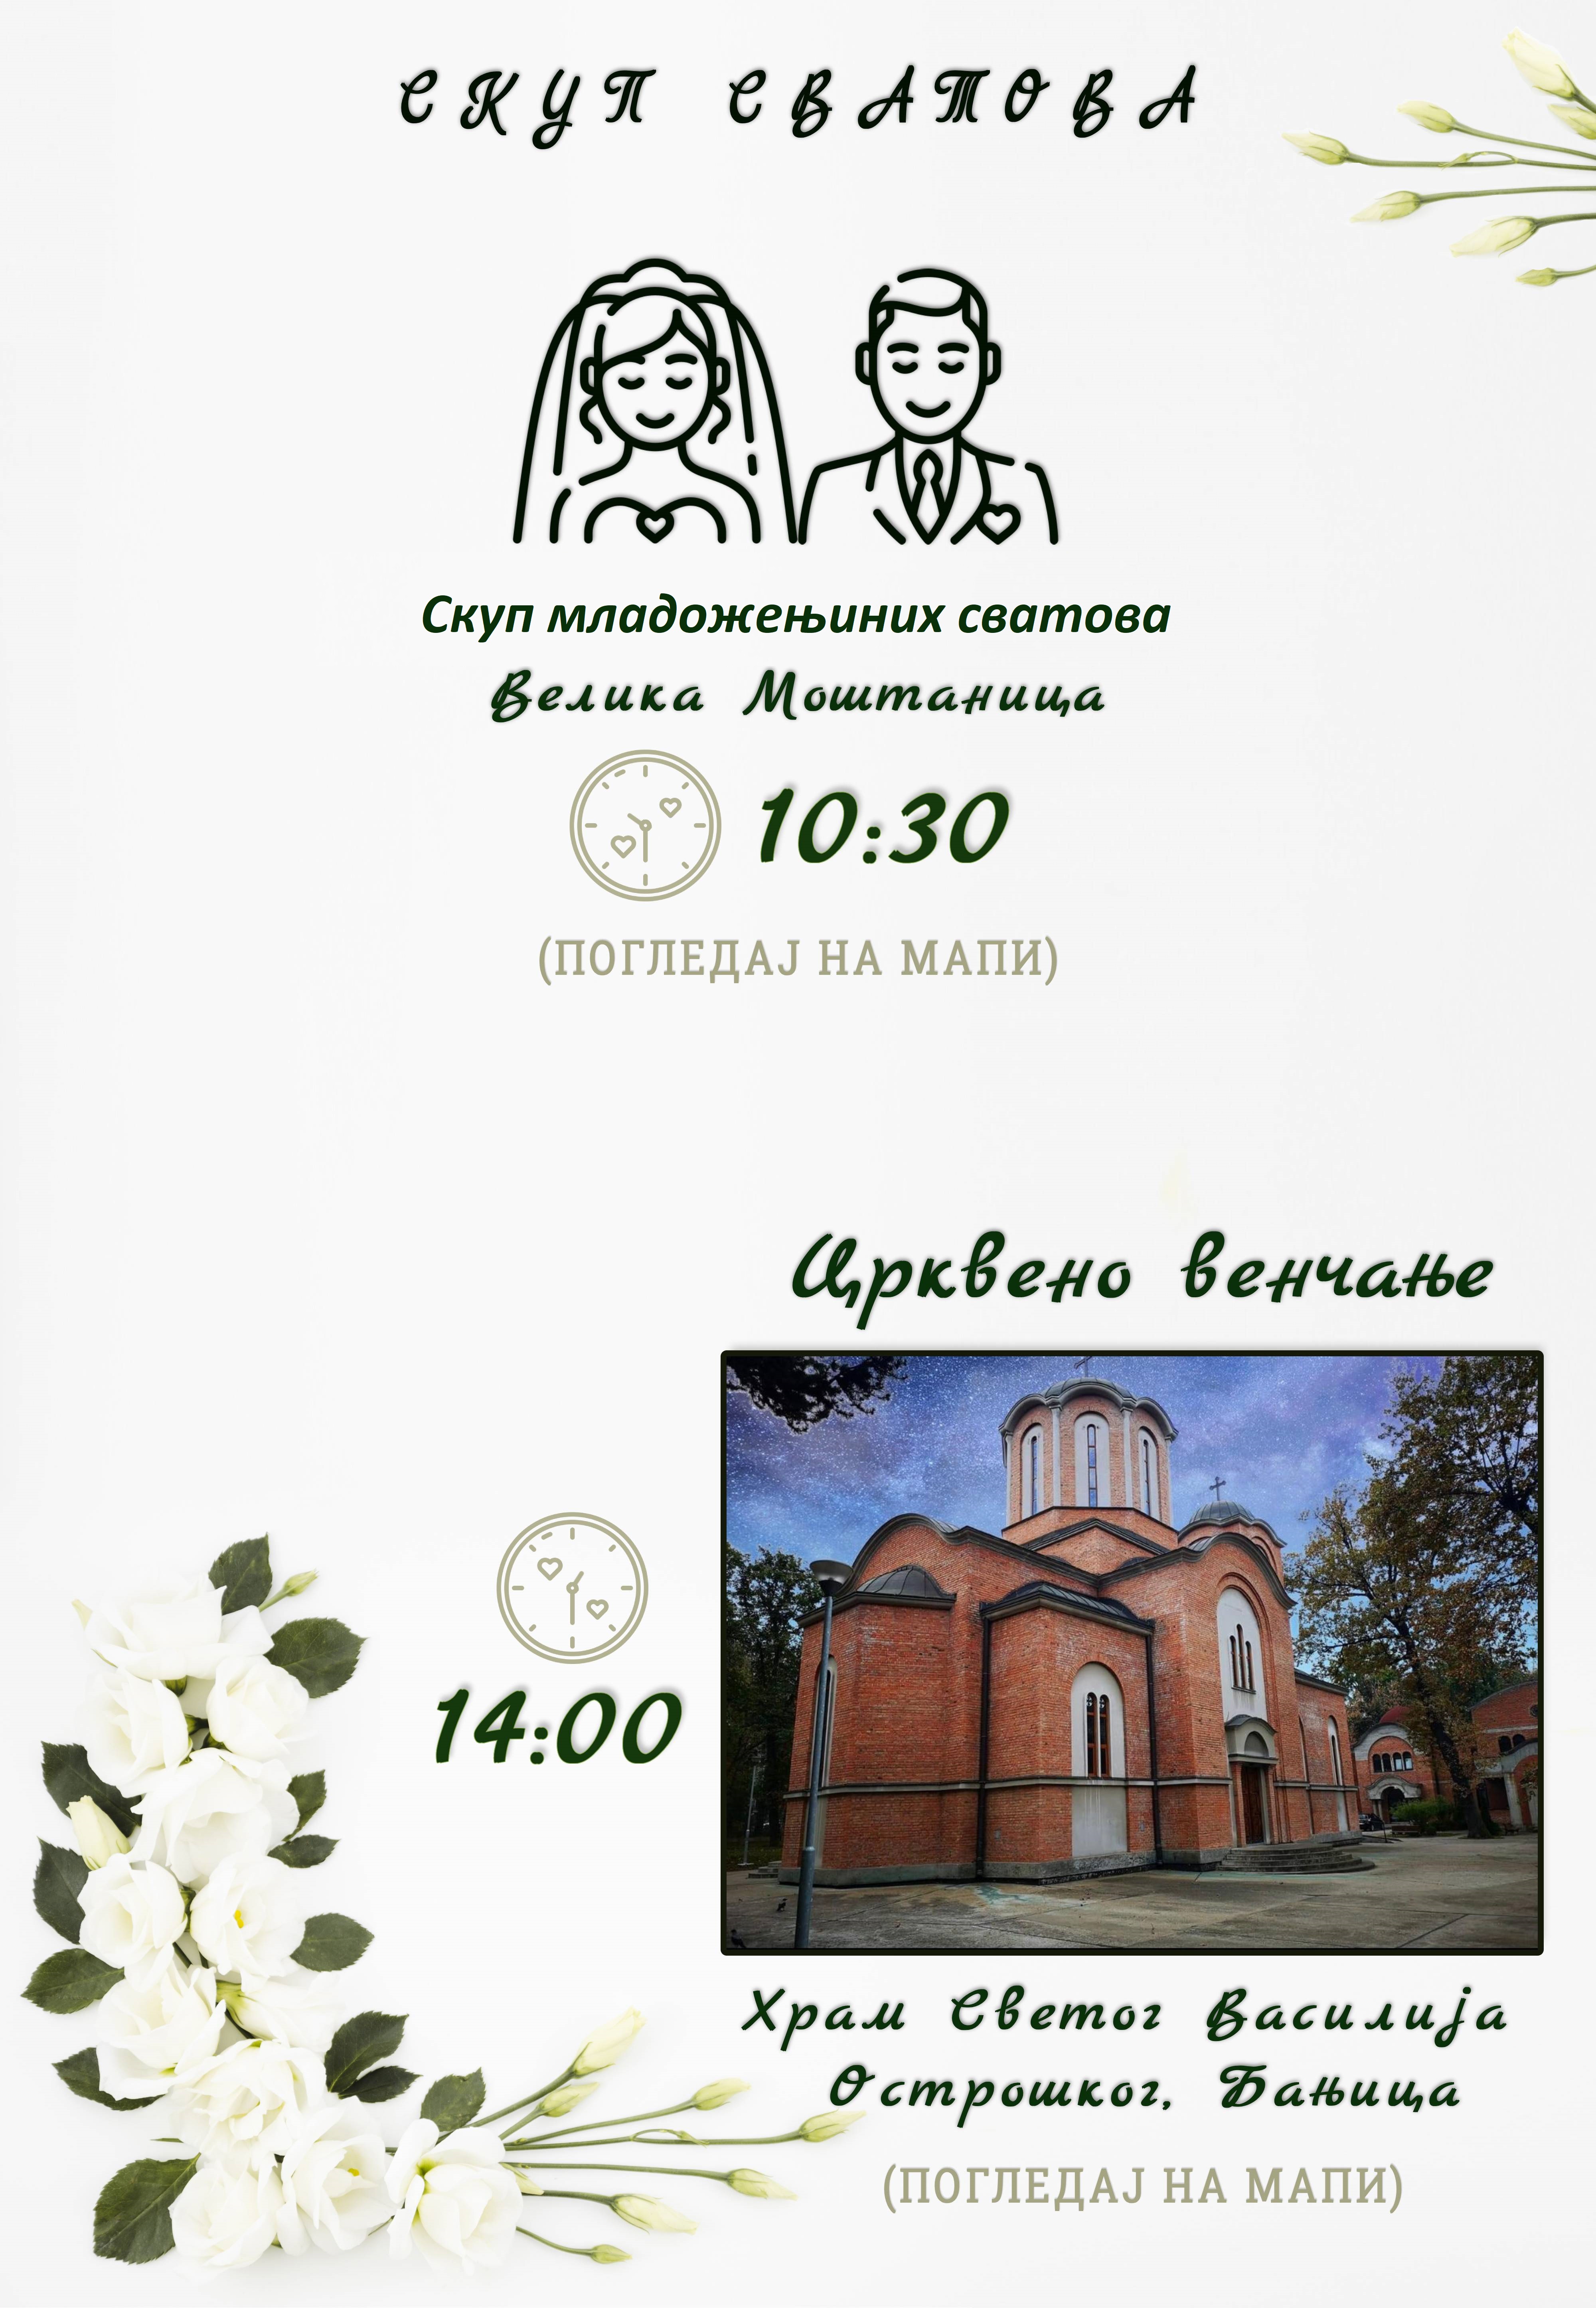 СКУП СВАТОВА
Скуп младожењиних сватова
Велика Моштаница
10:30
(ПОГЛЕДАЈ НА МАПИ)
Црквено венчање
14:00
Храм Светог Василија
Острошког, Бањица
(ПОГЛЕДАЈ НА МАПИ)